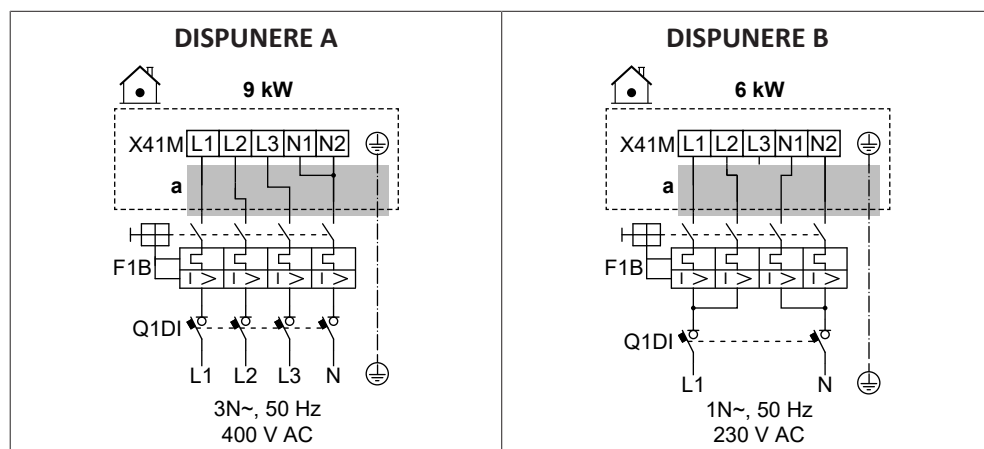 DISPUNERE A
9 kW
X41M L1 L2 L3 N1 N2
a
F1B
I > I > I > I >
Q1DI
L1 L2 L3 N
3N~, 50 Hz
400 V AC
DISPUNERE B
6 kW
X41M L1 L2 L3 N1 N2
a
F1B
I > I > I > I >
Q1DI
L1 N
1N~, 50 Hz
230 V AC